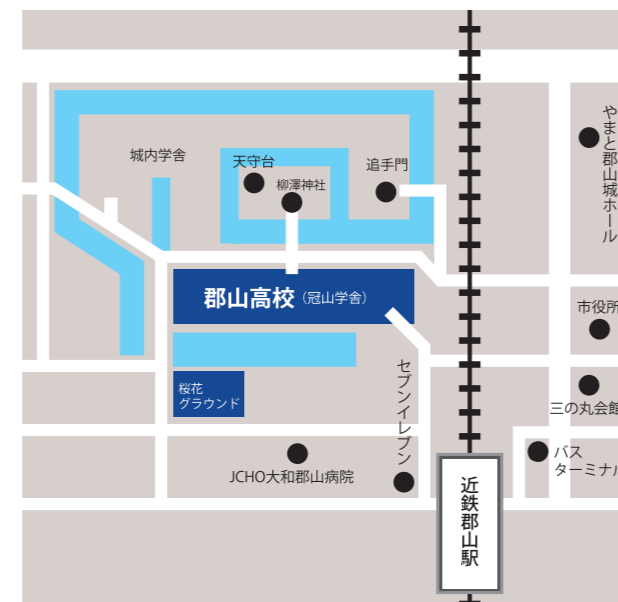 やまと郡山城ホール
城内学舎
天守台
追手門
柳澤神社
郡山高校（冠山学舎）
市役所
セブンイレブン
桜花
グラウンド
三の丸会館
バス
ターミナル
JCHO大和郡山病院
近鉄郡山駅